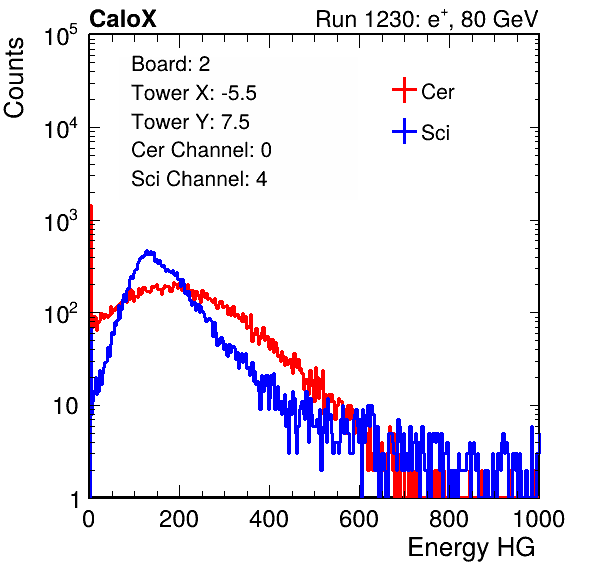 CaloX Run 1230: e⁺, 80 GeV
Counts
Board: 2
Tower X: -5.5
Tower Y: 7.5
Cer Channel: 0
Sci Channel: 4
Cer
Sci
10⁵
10⁴
10³
10²
10
1
0 200 400 600 800 1000
Energy HG